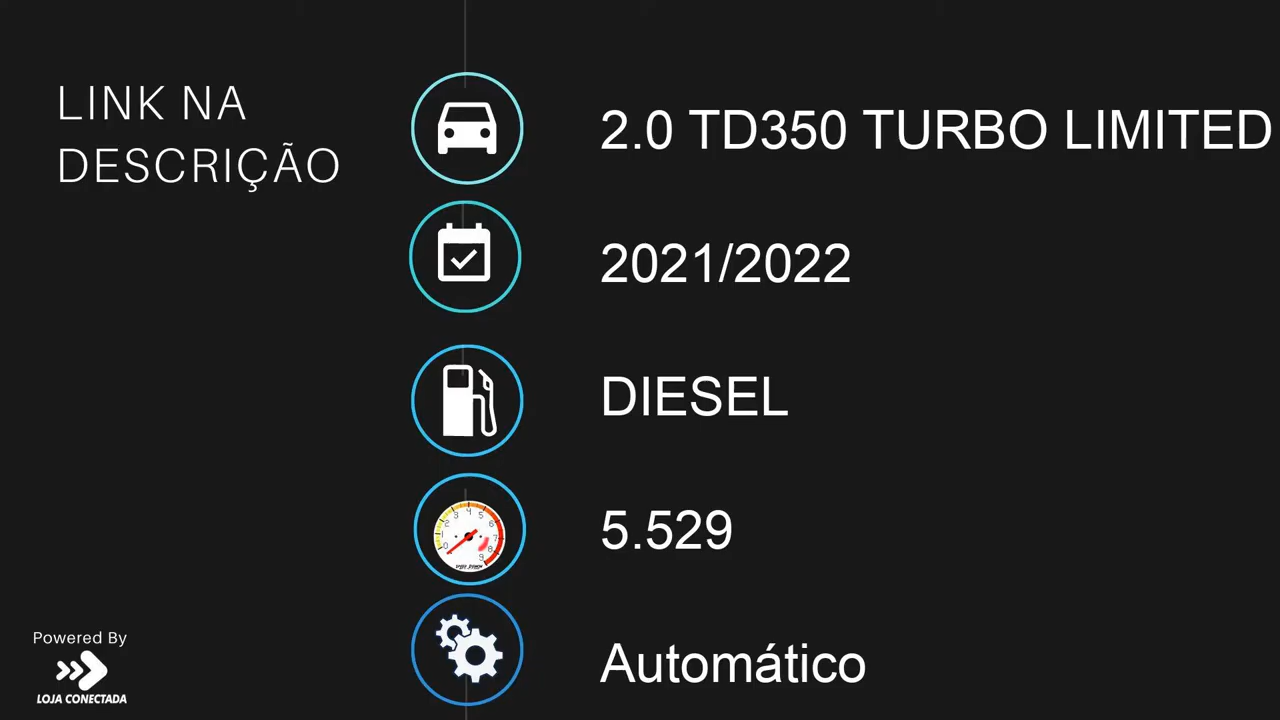 LINK NA
DESCRIÇÃO
2.0 TD350 TURBO LIMITED
2021/2022
DIESEL
5.529
Automático
Powered By
LOJA CONECTADA